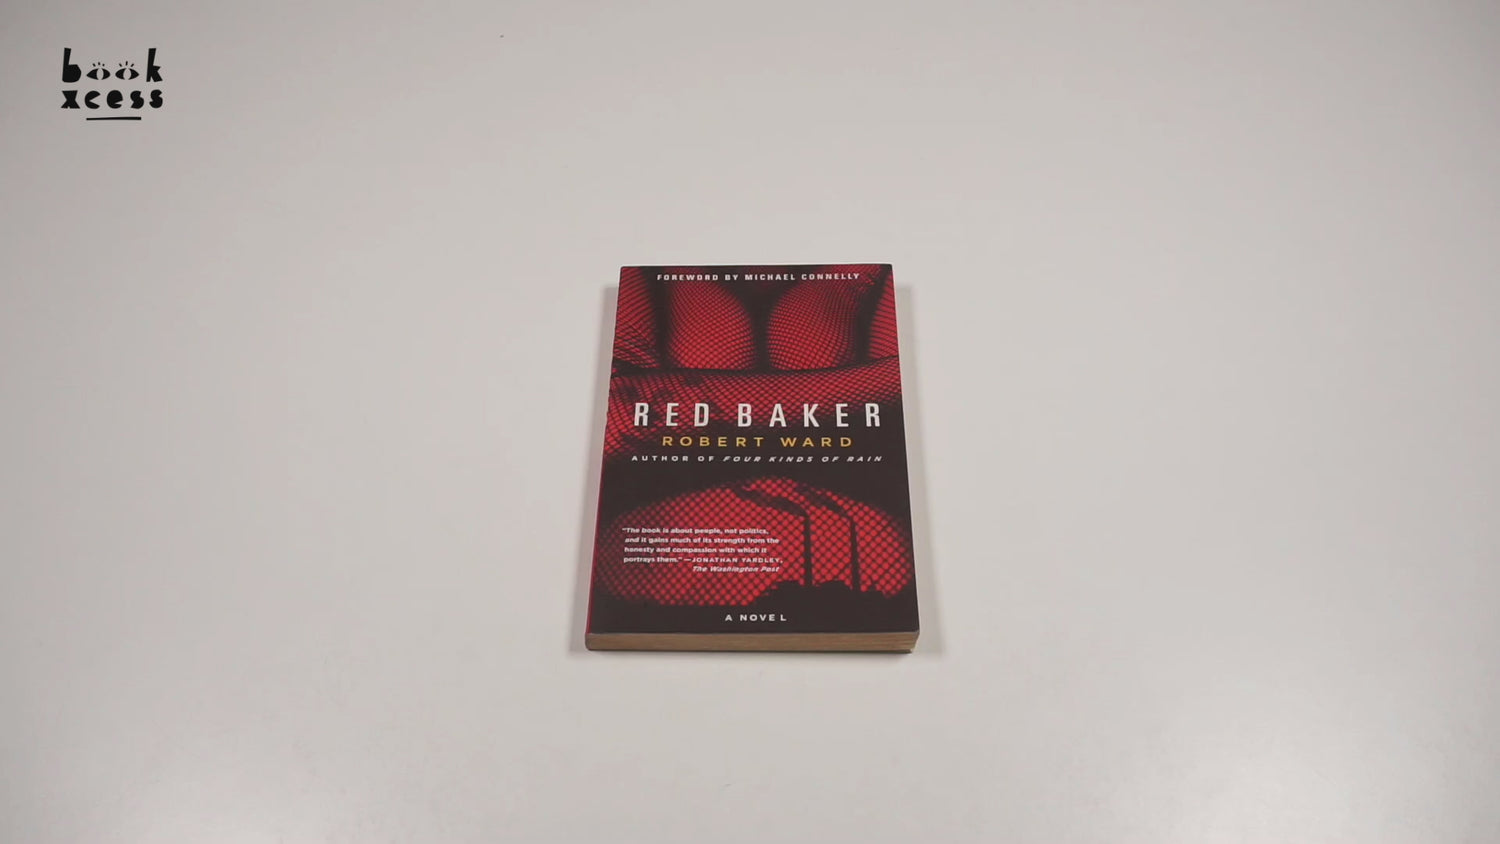 book
xcess
FOREWORD BY MICHAEL CONNELLY
RED BAKER
ROBERT WARD
AUTHOR OF FOUR KINDS OF RAIN
"The book is about people, not politics,
and it gains much of its strength from the
honesty and compassion with which it
portrays them." —JONATHAN YARDLEY,
The Washington Post
A NOVEL